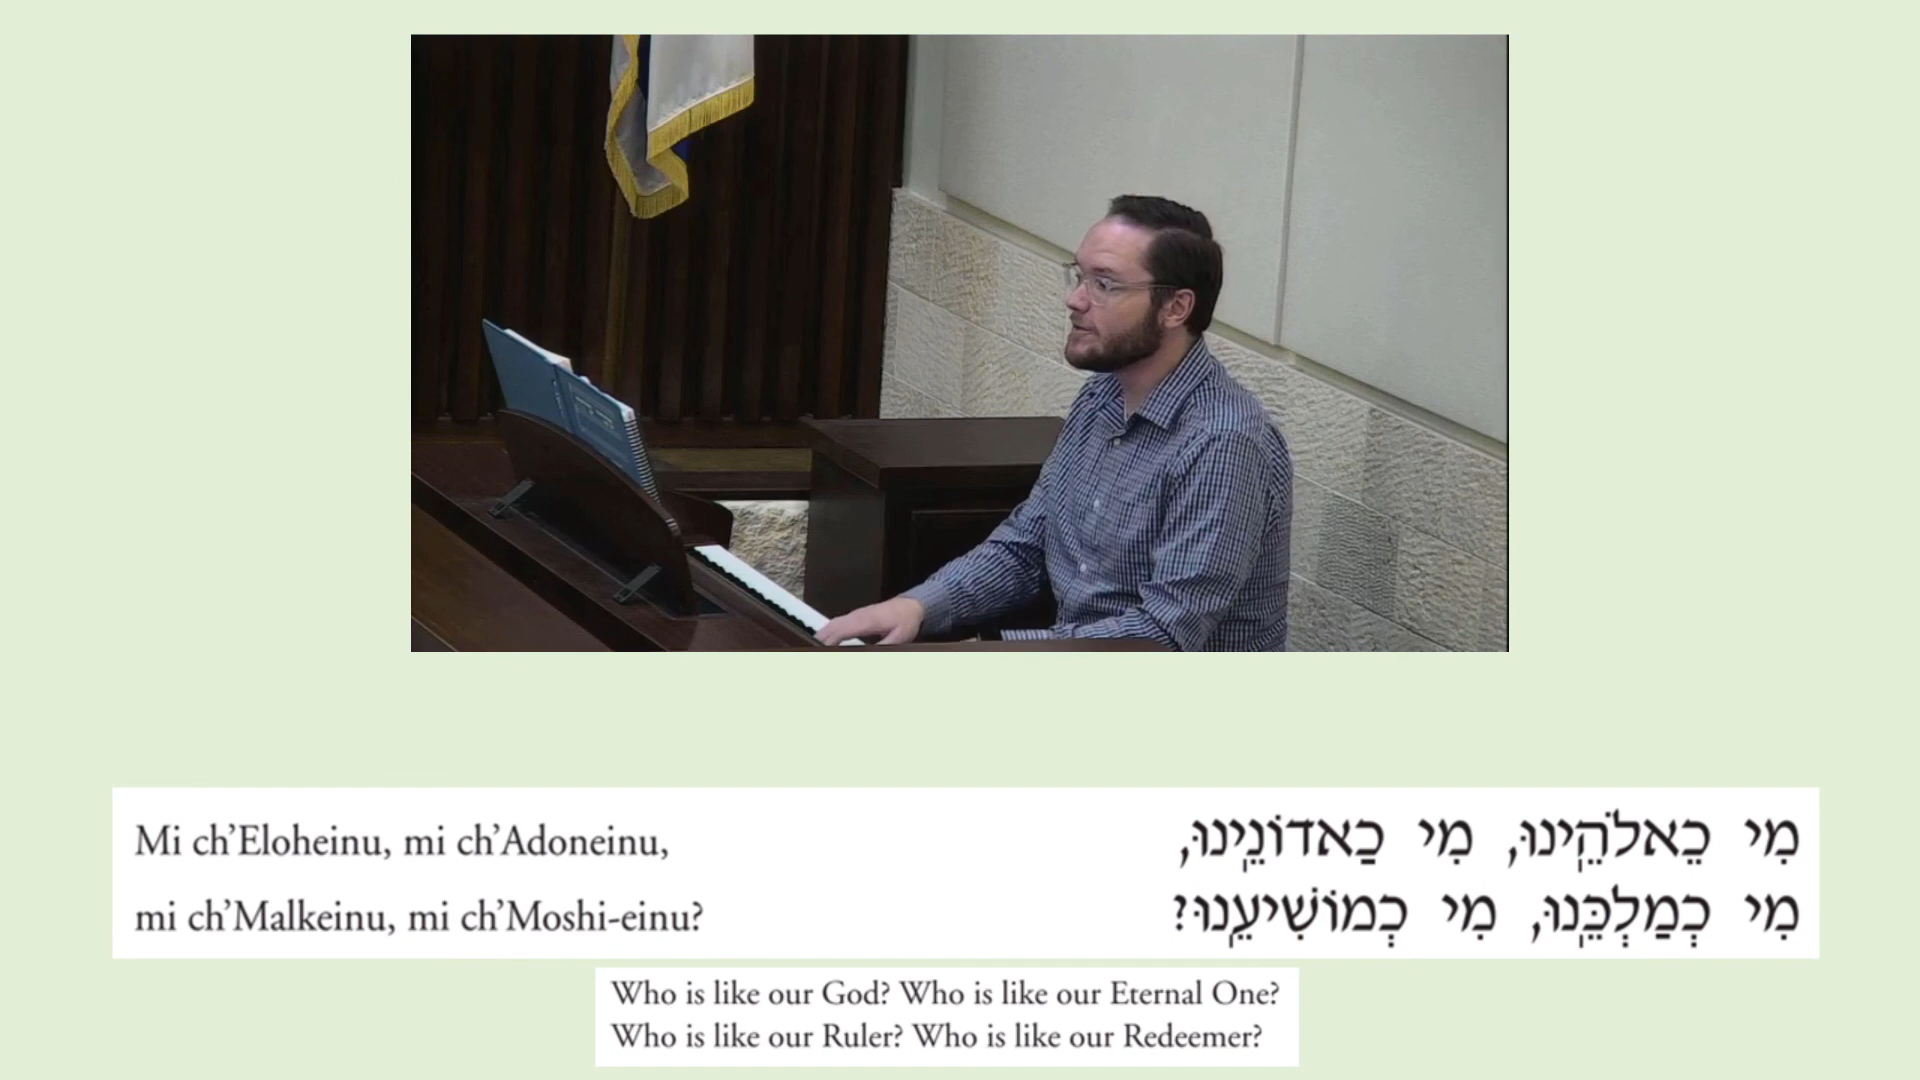 Mi ch’Eloheinu, mi ch’Adoneinu,
mi ch’Malkeinu, mi ch’Moshi-einu?
מִי כֵאלֹהֵֽינוּ, מִי כַאדוֹנֵֽינוּ,
מִי כְמַלְכֵּֽנוּ, מִי כְמוֹשִׁיעֵֽנוּ?
Who is like our God? Who is like our Eternal One?
Who is like our Ruler? Who is like our Redeemer?